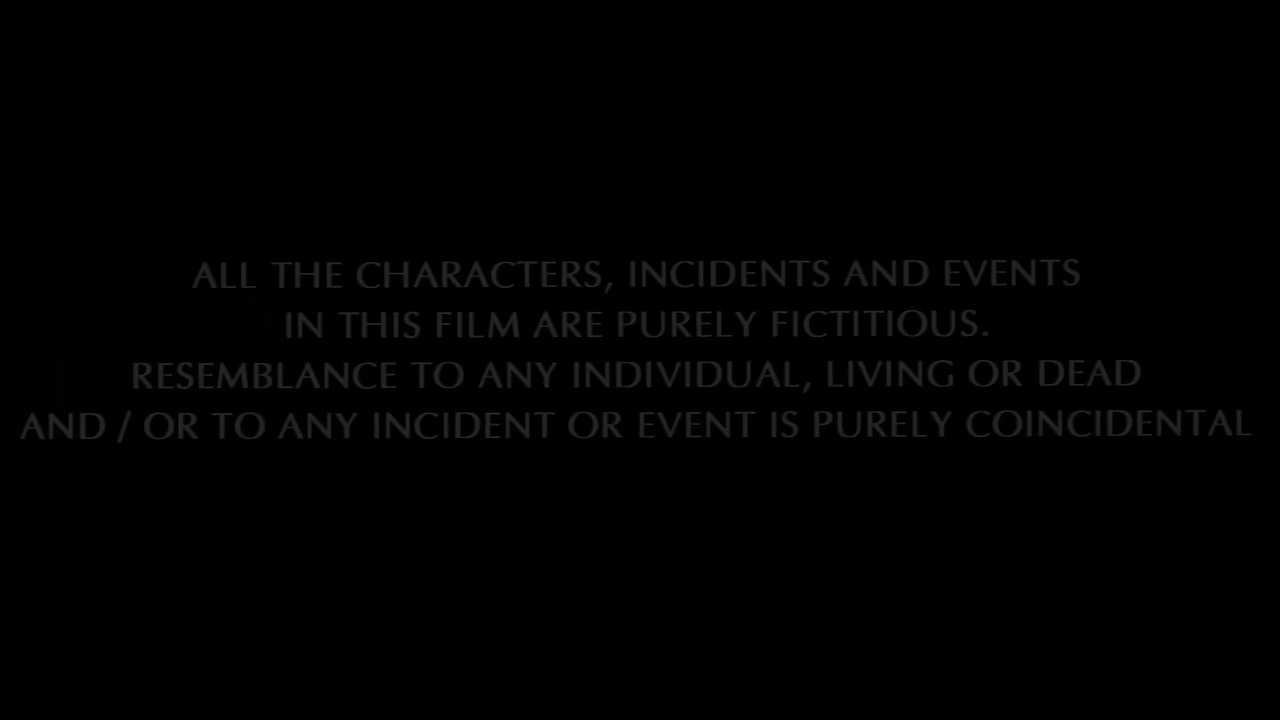 ALL THE CHARACTERS, INCIDENTS AND EVENTS
IN THIS FILM ARE PURELY FICTITIOUS.
RESEMBLANCE TO ANY INDIVIDUAL, LIVING OR DEAD
AND / OR TO ANY INCIDENT OR EVENT IS PURELY COINCIDENTAL